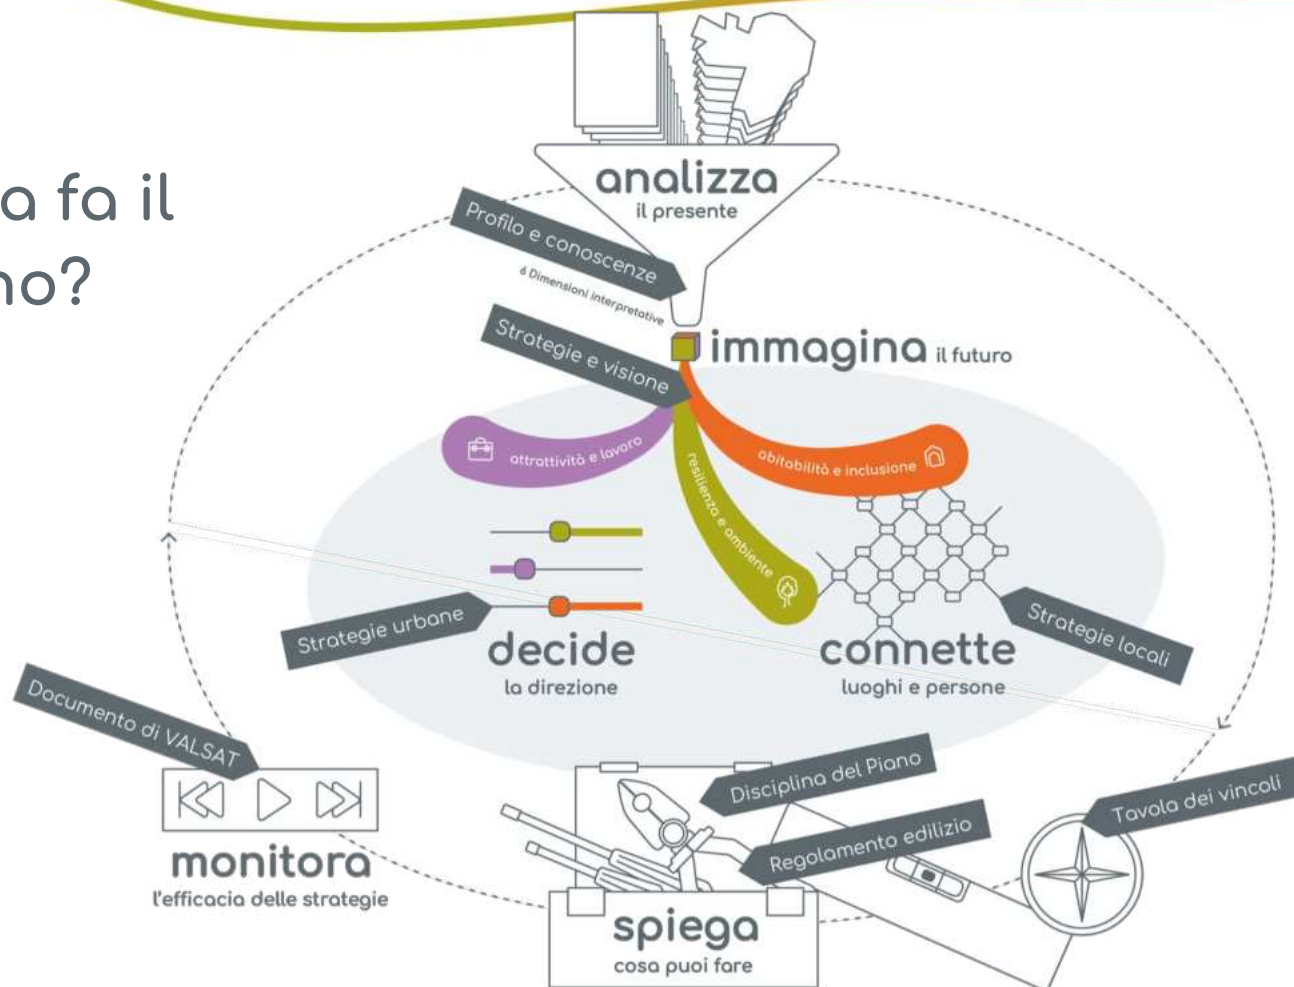 a fa il
no?
analizza
il presente
Profilo e conoscenze
6 Dimensioni interpretative
Strategie e visione
immagina il futuro
attrattività e lavoro
resilienza e ambiente
abitabilità e inclusione
Strategie urbane
decide
la direzione
connette
luoghi e persone
Strategie locali
Documento di VALSAT
monitora
l'efficacia delle strategie
Disciplina del Piano
Regolamento edilizio
Tavola dei vincoli
spiega
cosa puoi fare